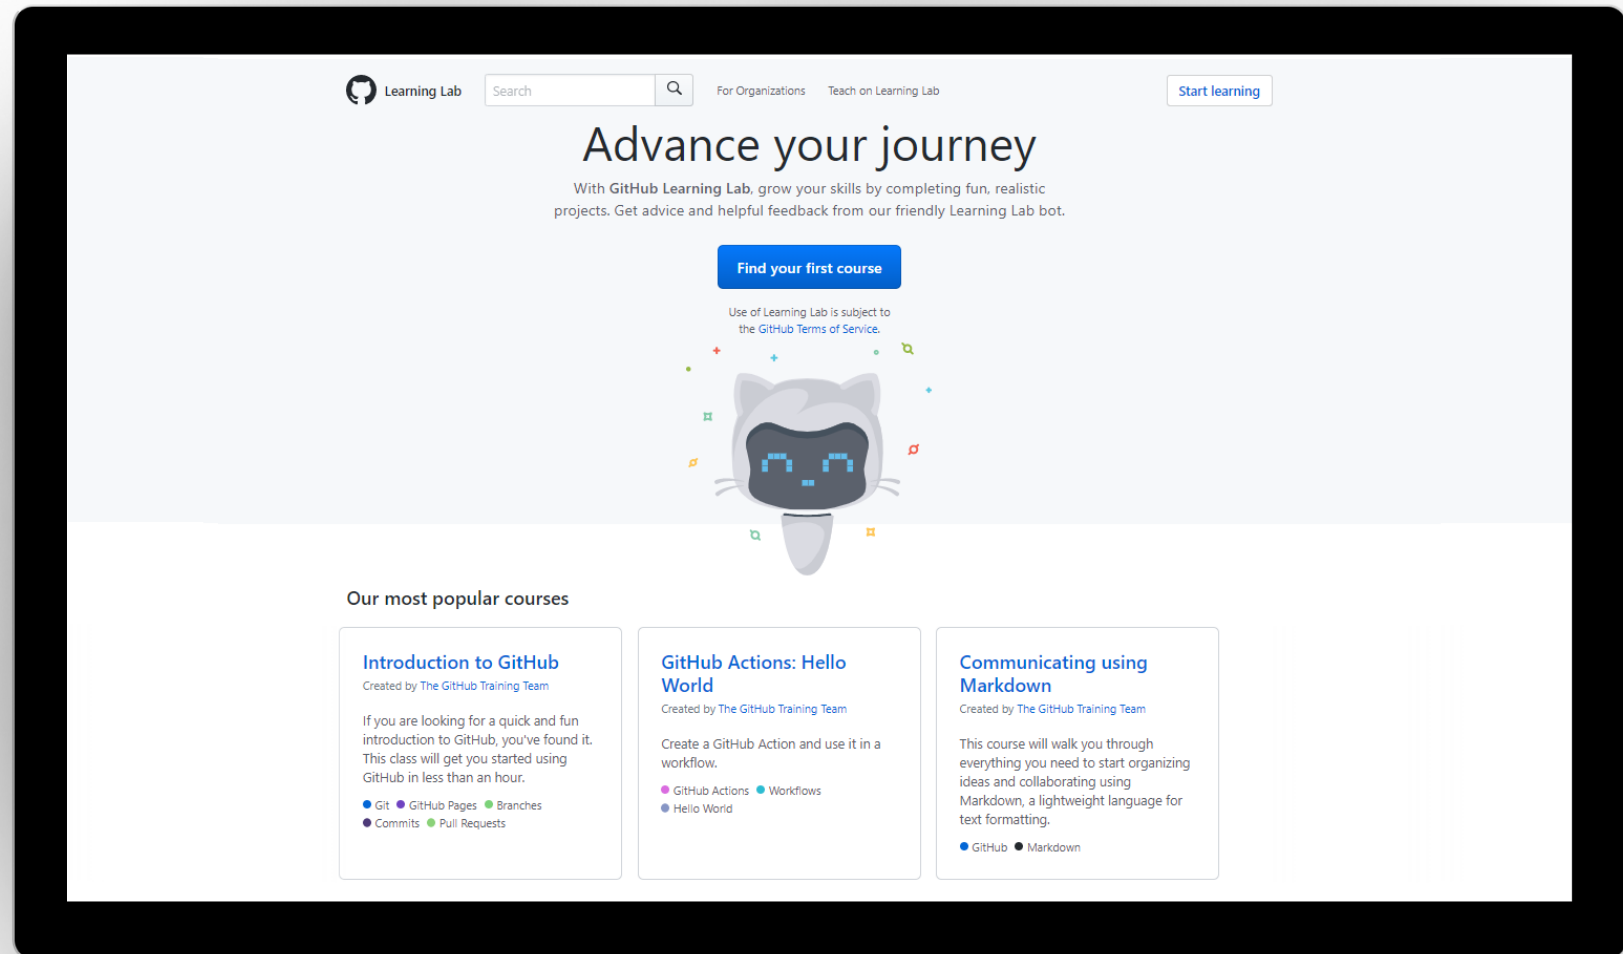 Learning Lab
Search
For Organizations
Teach on Learning Lab
Start learning
Advance your journey
With GitHub Learning Lab, grow your skills by completing fun, realistic
projects. Get advice and helpful feedback from our friendly Learning Lab bot.
Find your first course
Use of Learning Lab is subject to
the GitHub Terms of Service.
Our most popular courses
Introduction to GitHub
Created by The GitHub Training Team
If you are looking for a quick and fun
introduction to GitHub, you've found it.
This class will get you started using
GitHub in less than an hour.
Git GitHub Pages Branches
Commits Pull Requests
GitHub Actions: Hello
World
Created by The GitHub Training Team
Create a GitHub Action and use it in a
workflow.
GitHub Actions Workflows
Hello World
Communicating using
Markdown
Created by The GitHub Training Team
This course will walk you through
everything you need to start organizing
ideas and collaborating using
Markdown, a lightweight language for
text formatting.
GitHub Markdown